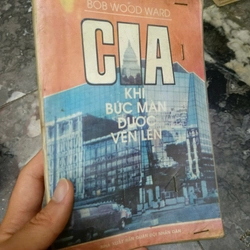 BOB WOOD WARD
CIA
KHI
BỨC MÀN
ĐƯỢC
VÉN LÊN